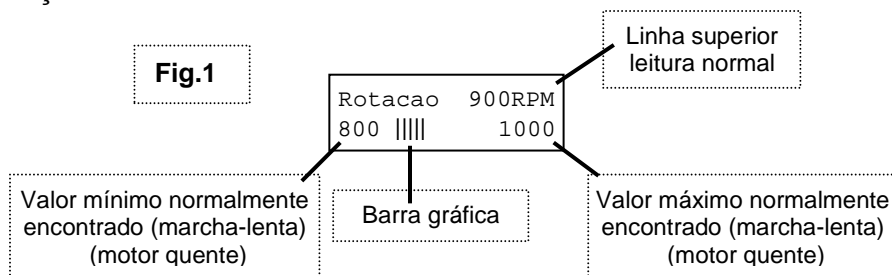 Fig.1
Linha superior
leitura normal
Rotacao 900RPM
800 ||||| 1000
Valor mínimo normalmente
encontrado (marcha-lenta)
(motor quente)
Barra gráfica
Valor máximo normalmente
encontrado (marcha-lenta)
(motor quente)